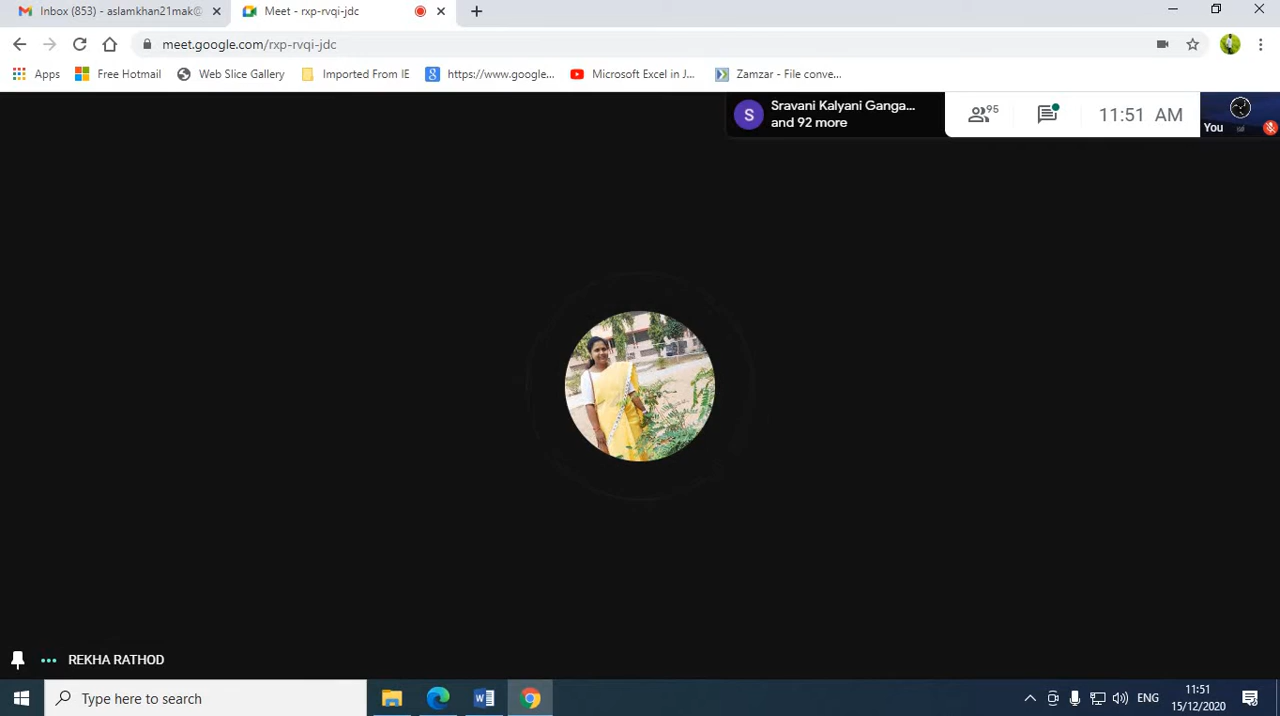 Inbox (853) - aslamkhan21mak@
Meet - rxp-rvqi-jdc
meet.google.com/rxp-rvqi-jdc
Apps
Free Hotmail
Web Slice Gallery
Imported From IE
https://www.google...
Microsoft Excel in J...
Zamzar - File conve...
S
Sravani Kalyani Ganga...
and 92 more
95
11:51 AM
You
REKHA RATHOD
Type here to search
ENG
11:51
15/12/2020